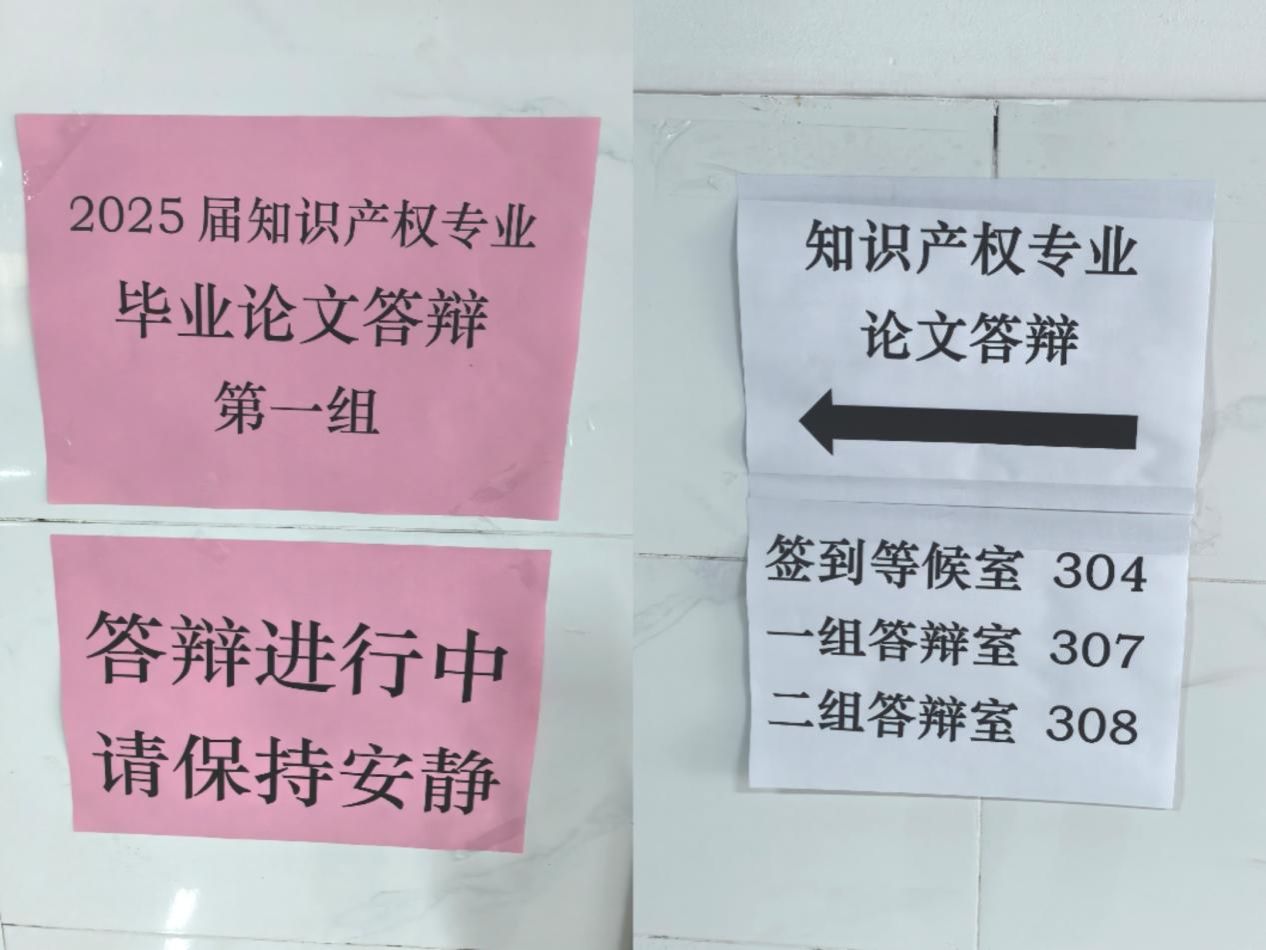 2025届知识产权专业
毕业论文答辩
第一组
答辩进行中
请保持安静
知识产权专业
论文答辩
签到等候室 304
一组答辩室 307
二组答辩室 308